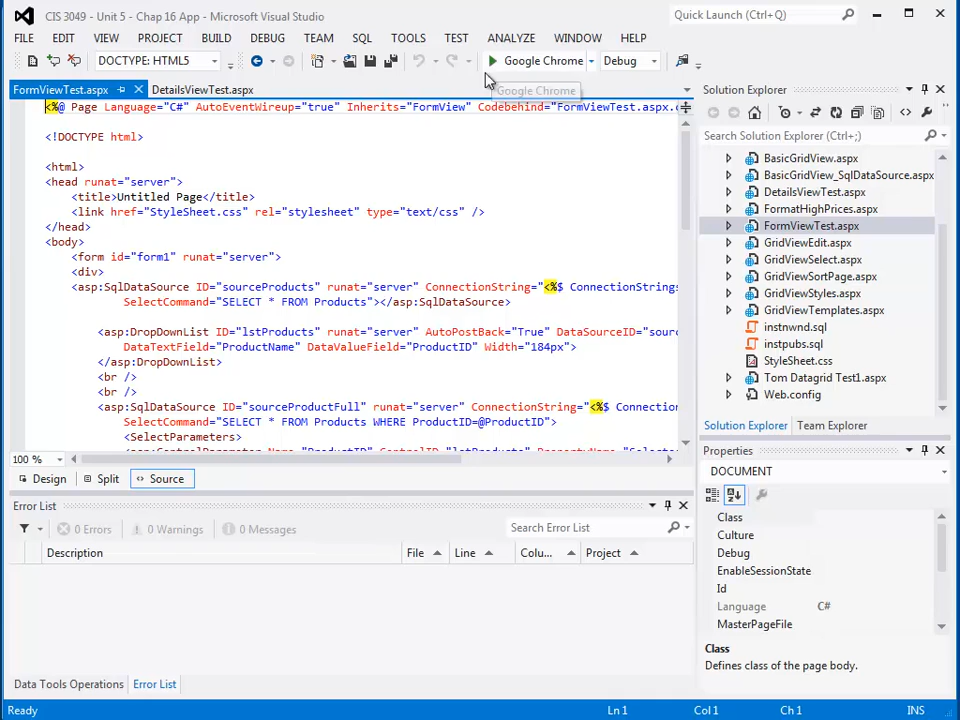 CIS 3049 - Unit 5 - Chap 16 App - Microsoft Visual Studio
Quick Launch (Ctrl+Q)
FILE EDIT VIEW PROJECT BUILD DEBUG TEAM SQL TOOLS TEST ANALYZE WINDOW HELP
DOCTYPE: HTML5 Google Chrome Debug
FormViewTest.aspx DetailsViewTest.aspx
Google Chrome
<%@ Page Language="C#" AutoEventWireup="true" Inherits="FormView" Codebehind="FormViewTest.aspx.c
<!DOCTYPE html>
<html>
<head runat="server">
<title>Untitled Page</title>
<link href="StyleSheet.css" rel="stylesheet" type="text/css" />
</head>
<body>
<form id="form1" runat="server">
<div>
<asp:SqlDataSource ID="sourceProducts" runat="server" ConnectionString="<%$ ConnectionStrings
SelectCommand="SELECT * FROM Products"></asp:SqlDataSource>
<asp:DropDownList ID="lstProducts" runat="server" AutoPostBack="True" DataSourceID="sour
DataTextField="ProductName" DataValueField="ProductID" Width="184px">
</asp:DropDownList>
<br />
<br />
<asp:SqlDataSource ID="sourceProductFull" runat="server" ConnectionString="<%$ Connection
SelectCommand="SELECT * FROM Products WHERE ProductID=@ProductID">
<SelectParameters>
100 %
Design Split Source
Error List
0 Errors 0 Warnings 0 Messages
Search Error List
Description File Line Colu... Project
Data Tools Operations Error List
Solution Explorer
Search Solution Explorer (Ctrl+;)
BasicGridView.aspx
BasicGridView_SqlDataSource.aspx
DetailsViewTest.aspx
FormatHighPrices.aspx
FormViewTest.aspx
GridViewEdit.aspx
GridViewSelect.aspx
GridViewSortPage.aspx
GridViewStyles.aspx
GridViewTemplates.aspx
instnwnd.sql
instpubs.sql
StyleSheet.css
Tom Datagrid Test1.aspx
Web.config
Solution Explorer Team Explorer
Properties
DOCUMENT
Class
Culture
Debug
EnableSessionState
Id
Language C#
MasterPageFile
Class
Defines class of the page body.
Ready Ln 1 Col 1 Ch 1 INS